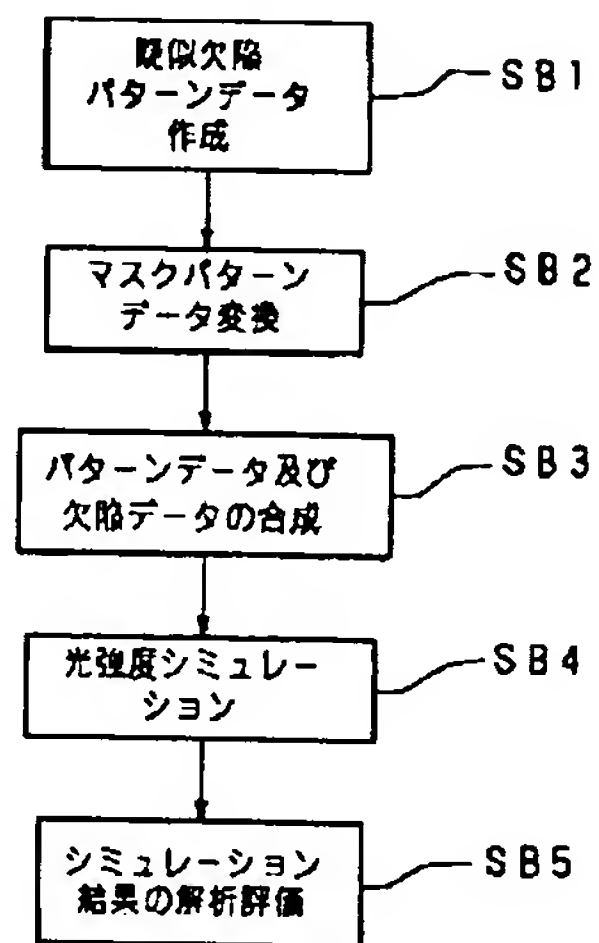 疑似欠陥
パターンデータ
作成
SB1
マスクパターン
データ変換
SB2
パターンデータ及び
欠陥データの合成
SB3
光強度シミュレー
ション
SB4
シミュレーション
結果の解析評価
SB5